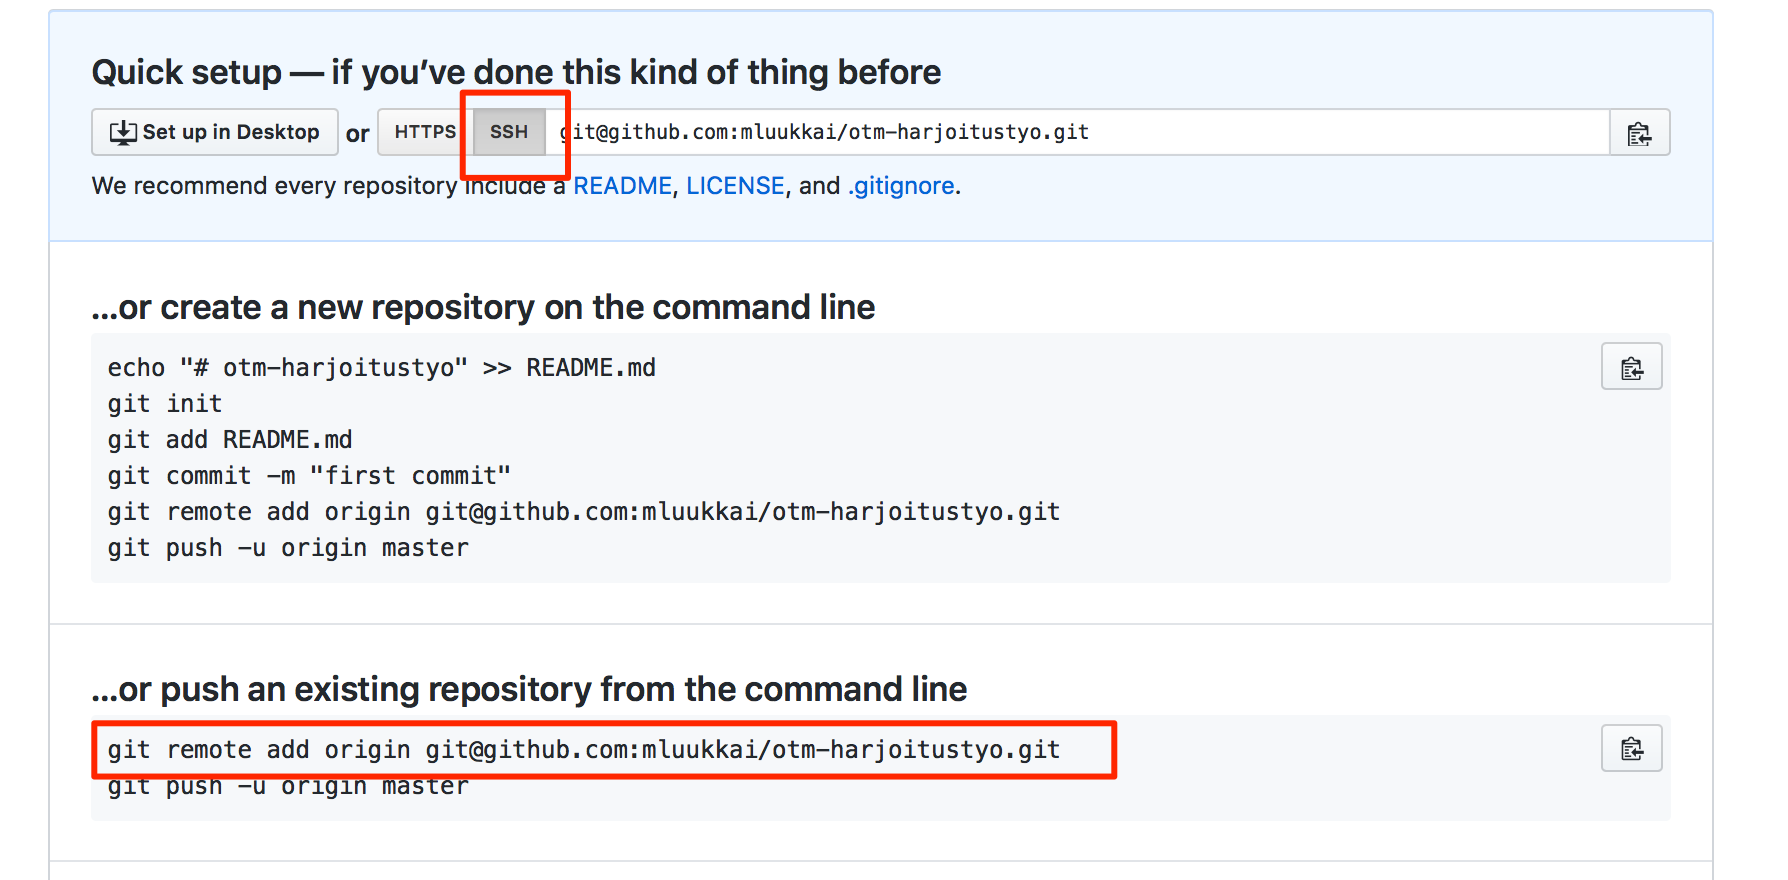 Quick setup — if you’ve done this kind of thing before
Set up in Desktop or HTTPS SSH git@github.com:mluukkai/otm-harjoitustyo.git
We recommend every repository include a README, LICENSE, and .gitignore.
…or create a new repository on the command line
echo "# otm-harjoitustyo" >> README.md
git init
git add README.md
git commit -m "first commit"
git remote add origin git@github.com:mluukkai/otm-harjoitustyo.git
git push -u origin master
…or push an existing repository from the command line
git remote add origin git@github.com:mluukkai/otm-harjoitustyo.git
git push -u origin master